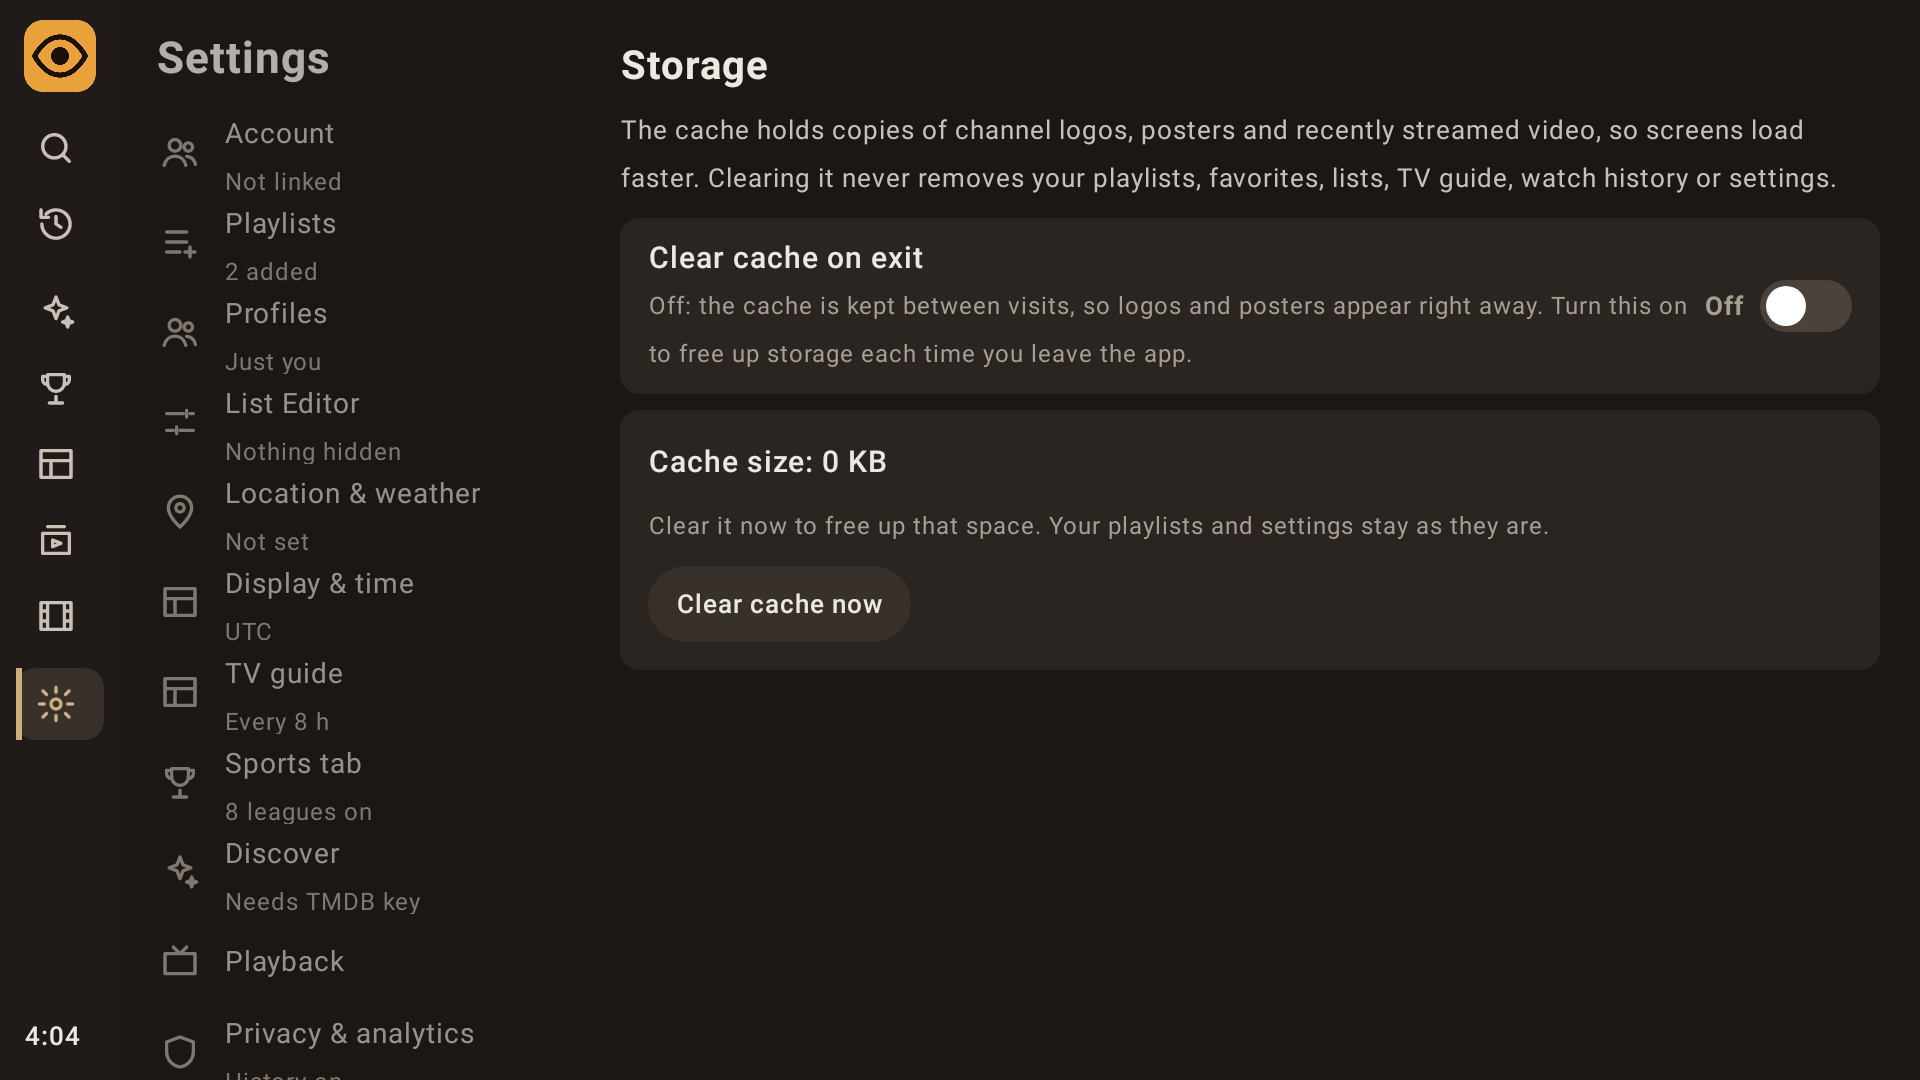 Settings
Account
Not linked
Playlists
2 added
Profiles
Just you
List Editor
Nothing hidden
Location & weather
Not set
Display & time
UTC
TV guide
Every 8 h
Sports tab
8 leagues on
Discover
Needs TMDB key
Playback
Privacy & analytics
History on
4:04
Storage
The cache holds copies of channel logos, posters and recently streamed video, so screens load
faster. Clearing it never removes your playlists, favorites, lists, TV guide, watch history or settings.
Clear cache on exit
Off: the cache is kept between visits, so logos and posters appear right away. Turn this on
to free up storage each time you leave the app.
Off
Cache size: 0 KB
Clear it now to free up that space. Your playlists and settings stay as they are.
Clear cache now